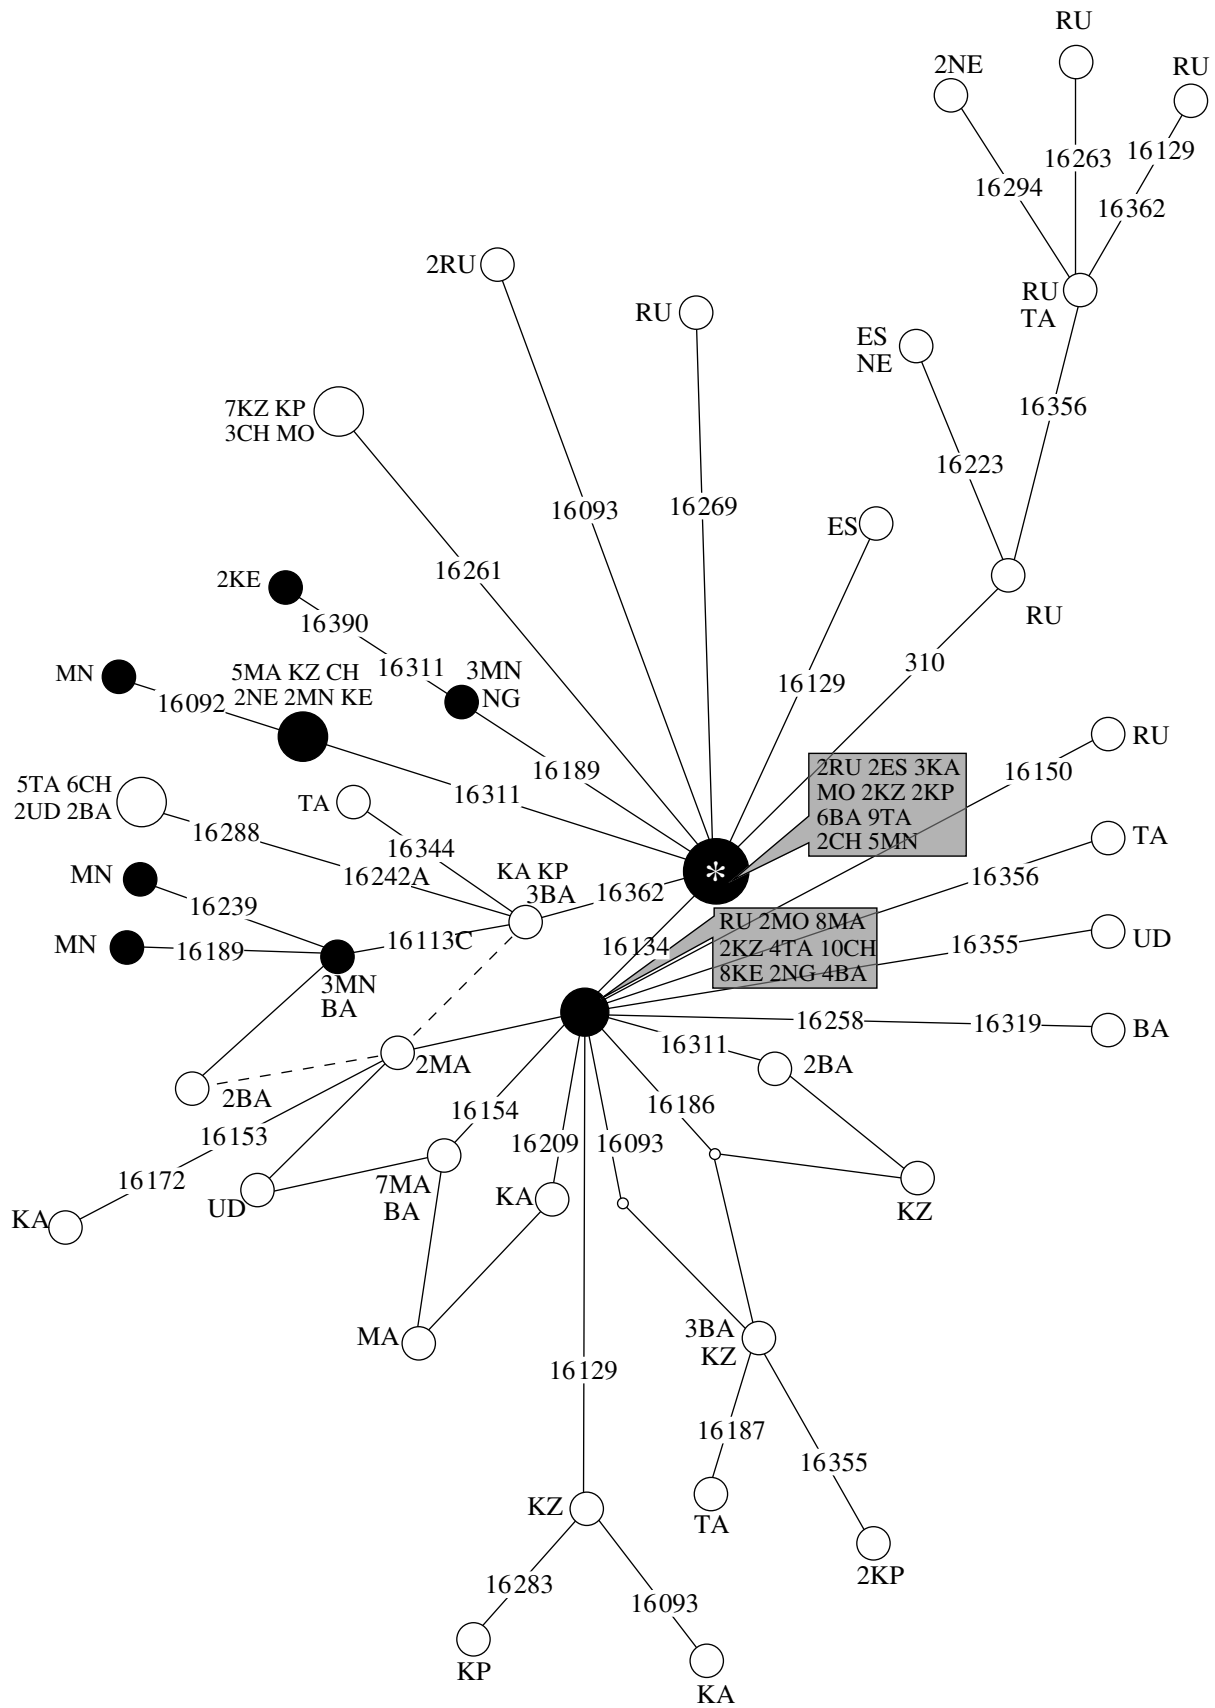 RU
2NE
RU
16263
16129
16294
16362
2RU
RU
RU
TA
ES
NE
7KZ KP
3CH MO
16356
16223
16093
16269
ES
16261
2KE
16390
RU
16311
310
MN
5MA KZ CH
2NE 2MN KE
3MN
NG
16129
16092
RU
16189
2RU 2ES 3KA
MO 2KZ 2KP
6BA 9TA
2CH 5MN
16150
5TA 6CH
2UD 2BA
16311
TA
16288
16344
TA
16356
MN
16242A
KA KP
3BA
*
16362
16239
RU 2MO 8MA
2KZ 4TA 10CH
8KE 2NG 4BA
MN
16189
16113C
16134
16355
UD
3MN
BA
16258
16319
BA
16311
2MA
2BA
2BA
16154
16186
16153
16209
16093
16172
7MA
BA
KA
UD
KA
KZ
MA
3BA
KZ
16129
16187
16355
KZ
TA
2KP
16283
16093
KP
KA